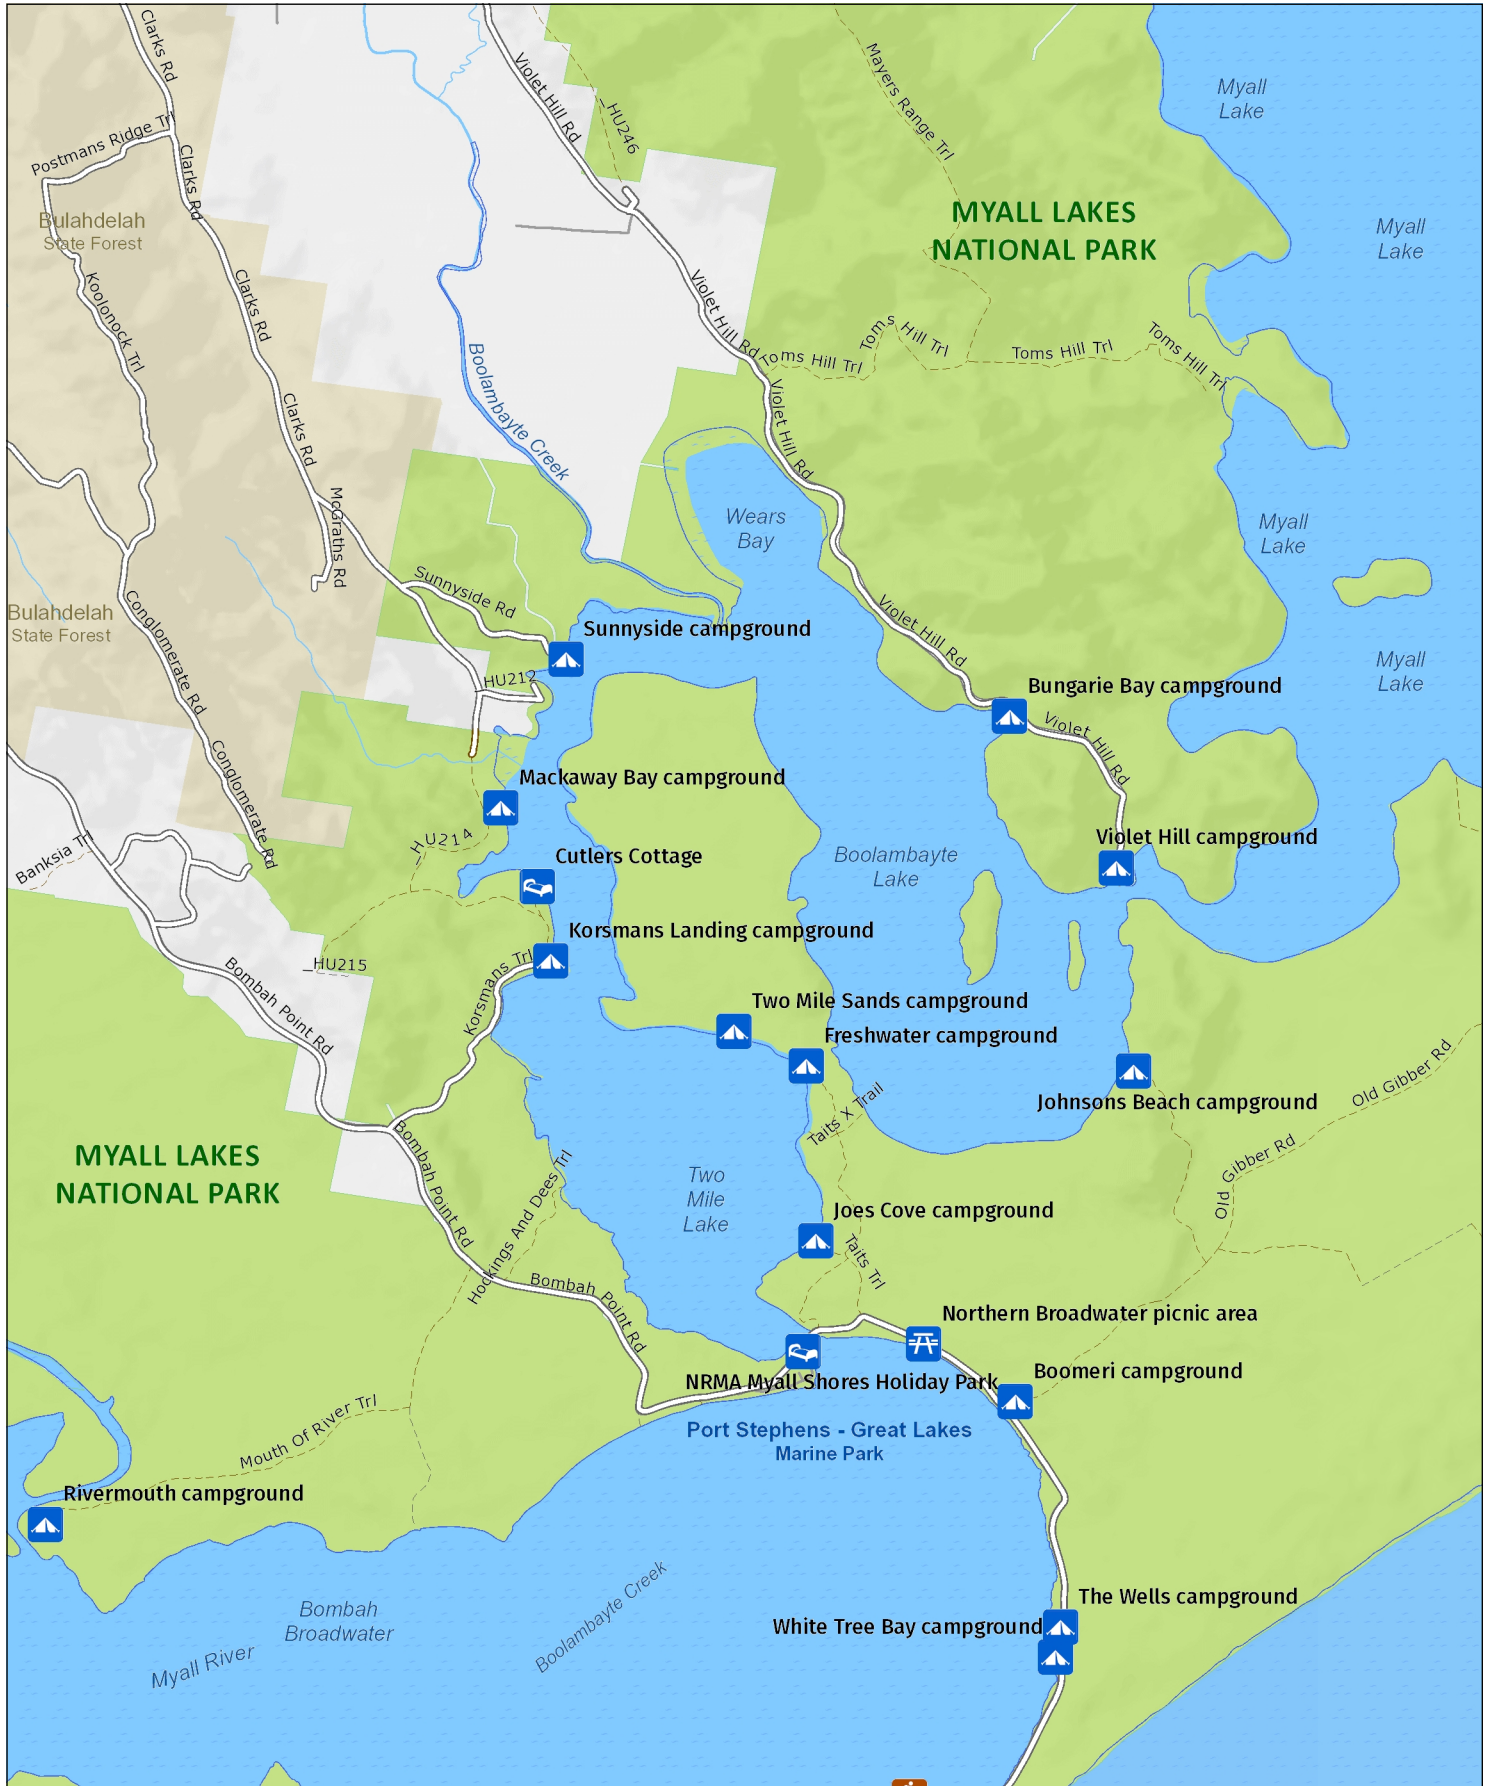 Clarks Rd
Violet Hill Rd
HU246
Mayers Range Trl
Myall
Lake
Postmans Ridge Trl
Clarks Rd
Bulahdelah
State Forest
MYALL LAKES
NATIONAL PARK
Myall
Lake
Koolonock Trl
Clarks Rd
Violet Hill Rd
Toms Hill Trl
Toms Hill Trl
Toms Hill Trl
Toms Hill Trl
Boolambayte Creek
Clarks Rd
Violet Hill Rd
McGraths Rd
Wears
Bay
Myall
Lake
Sunnyside Rd
Bulahdelah
State Forest
Conglomerate Rd
Sunnyside campground
Violet Hill Rd
Myall
Lake
HU212
Bungarie Bay campground
Violet Hill Rd
Conglomerate Rd
Mackaway Bay campground
HU214
Banksia Trl
Cutlers Cottage
Boolambayte
Lake
Violet Hill campground
Korsmans Landing campground
HU215
Bombah Point Rd
Korsmans Trl
Two Mile Sands campground
Freshwater campground
Taits X Trail
Johnsons Beach campground
Old Gibber Rd
Old Gibber Rd
MYALL LAKES
NATIONAL PARK
Bombah Point Rd
Hockings And Dees Trl
Two
Mile
Lake
Joes Cove campground
Taits Trl
Bombah Point Rd
Northern Broadwater picnic area
NRMA Myall Shores Holiday Park
Boomeri campground
Port Stephens - Great Lakes
Marine Park
Mouth Of River Trl
Rivermouth campground
Bombah
Broadwater
Myall River
Boolambayte Creek
The Wells campground
White Tree Bay campground